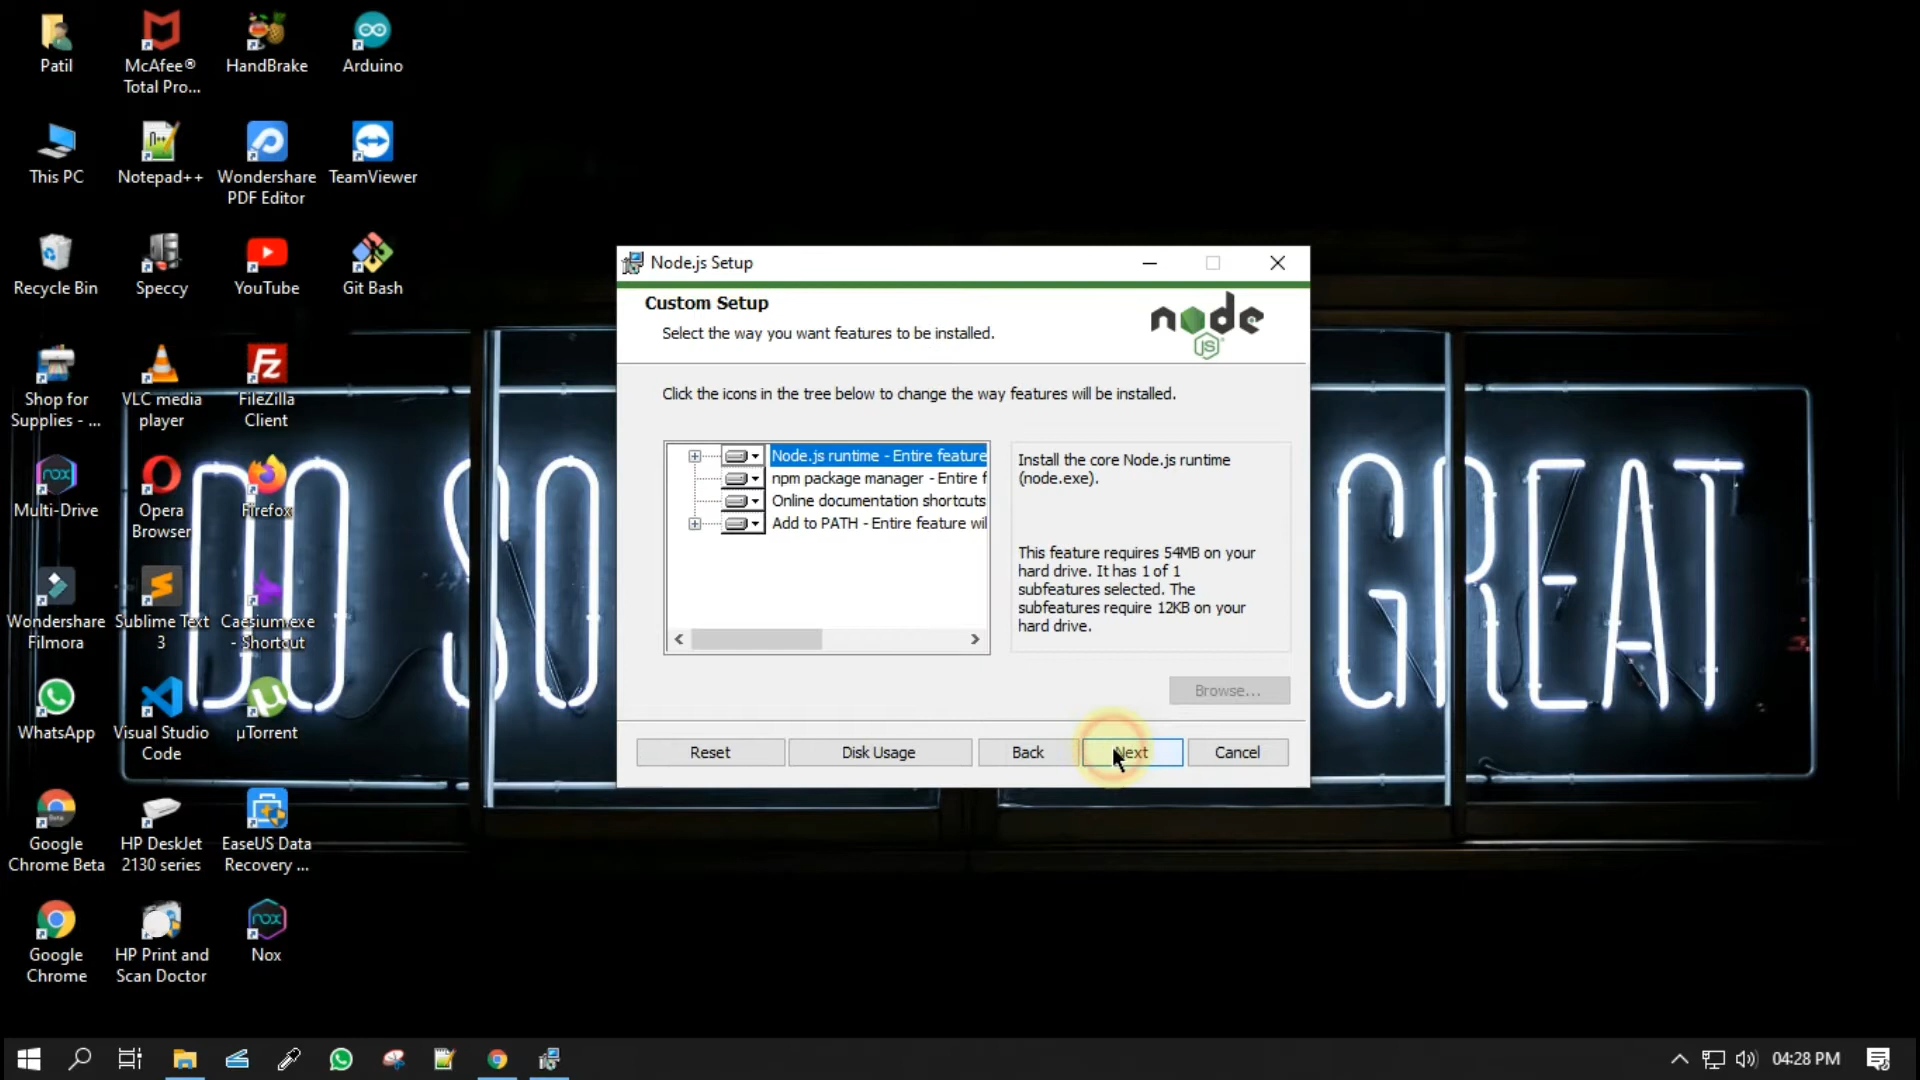 Patil
McAfee®
Total Pro...
HandBrake
Arduino
This PC
Notepad++
Wondershare
PDF Editor
TeamViewer
Recycle Bin
Speccy
YouTube
Git Bash
Shop for
Supplies - ...
VLC media
player
FileZilla
Client
Multi-Drive
Opera
Browser
Firefox
Wondershare
Filmora
Sublime Text
3
Caesium.exe
- Shortcut
WhatsApp
Visual Studio
Code
µTorrent
Google
Chrome Beta
HP DeskJet
2130 series
EaseUS Data
Recovery ...
Google
Chrome
HP Print and
Scan Doctor
Nox
DO SO GREAT
Node.js Setup
Custom Setup
Select the way you want features to be installed.
node
JS
Click the icons in the tree below to change the way features will be installed.
Node.js runtime - Entire feature
npm package manager - Entire f
Online documentation shortcuts
Add to PATH - Entire feature wil
Install the core Node.js runtime
(node.exe).
This feature requires 54MB on your
hard drive. It has 1 of 1
subfeatures selected. The
subfeatures require 12KB on your
hard drive.
Browse...
Reset
Disk Usage
Back
Next
Cancel
04:28 PM